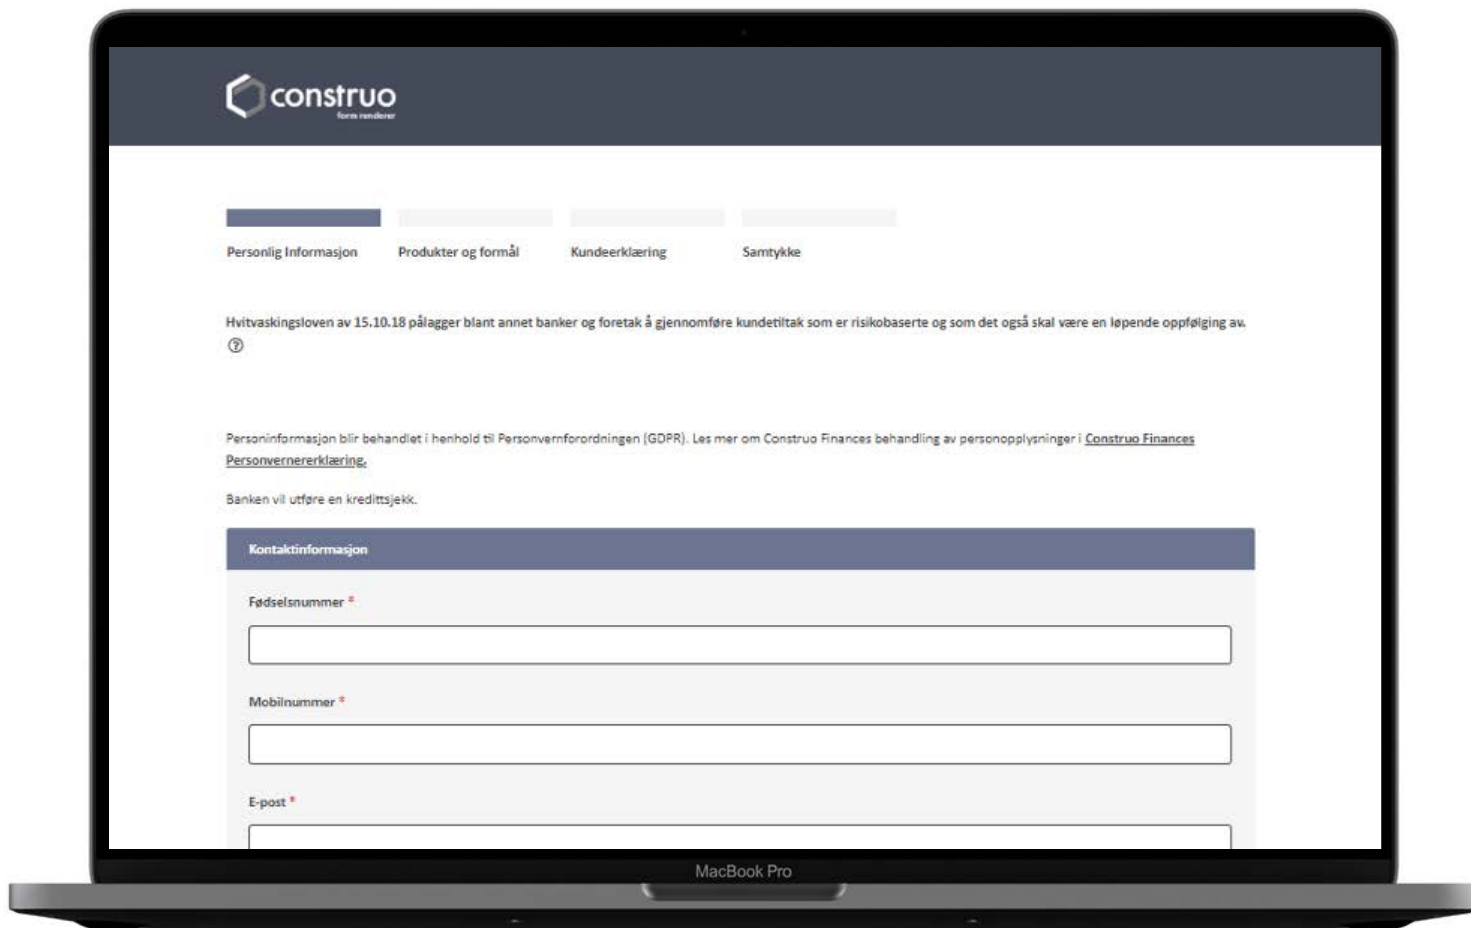 construo
form renderer
Personlig Informasjon
Produkter og formål
Kundeerklæring
Samtykke
Hvitvaskingsloven av 15.10.18 pålagger blant annet banker og foretak å gjennomføre kundetiltak som er risikobaserte og som det også skal være en løpende oppfølging av.
?
Personinformasjon blir behandlet i henhold til Personvernforordningen (GDPR). Les mer om Construo Finances behandling av personopplysninger i Construo Finances
Personvernererklæring.
Banken vil utføre en kredittsjekk.
Kontaktinformasjon
Fødselsnummer *
Mobilnummer *
E-post *
MacBook Pro